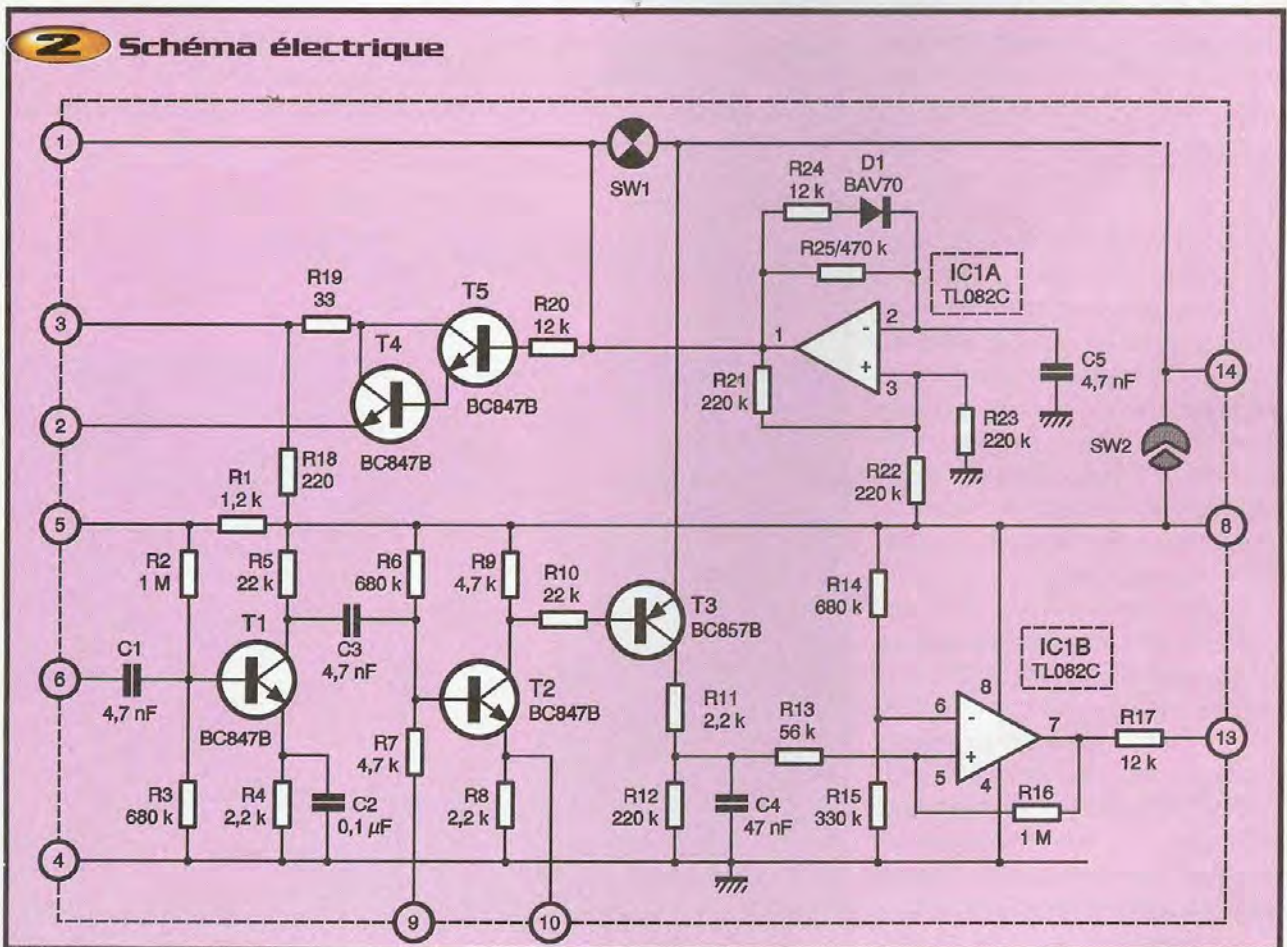 2 Schéma électrique
1
SW1
R24
12 k
D1
BAV70
R25/470 k
IC1A
TL082C
R19
33
T5
R20
12 k
3
T4
1
2
-
+
3
C5
4,7 nF
14
R21
220 k
BC847B
R23
220 k
2
BC847B
R18
220
R22
220 k
SW2
R1
1,2 k
5
8
R2
1 M
R5
22 k
R6
680 k
R9
4,7 k
R10
22 k
R14
680 k
T3
BC857B
T1
C3
4,7 nF
IC1B
TL082C
6
C1
4,7 nF
T2
BC847B
R11
2,2 k
R13
56 k
8
6
-
+
5
7
4
R17
12 k
13
BC847B
R7
4,7 k
R3
680 k
R4
2,2 k
C2
0,1 µF
R8
2,2 k
R12
220 k
C4
47 nF
R15
330 k
R16
1 M
4
9
10